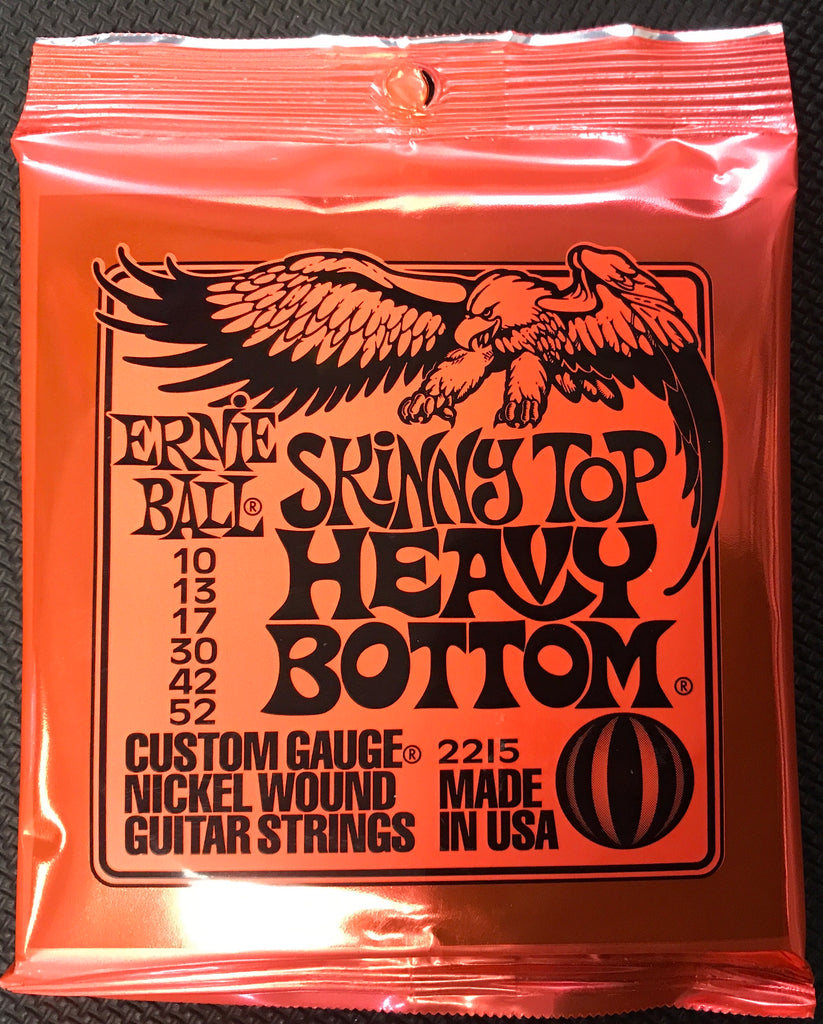 ERNIE
BALL®
SKINNY TOP
HEAVY
BOTTOM®
10
13
17
30
42
52
CUSTOM GAUGE®
NICKEL WOUND
GUITAR STRINGS
2215
MADE
IN USA